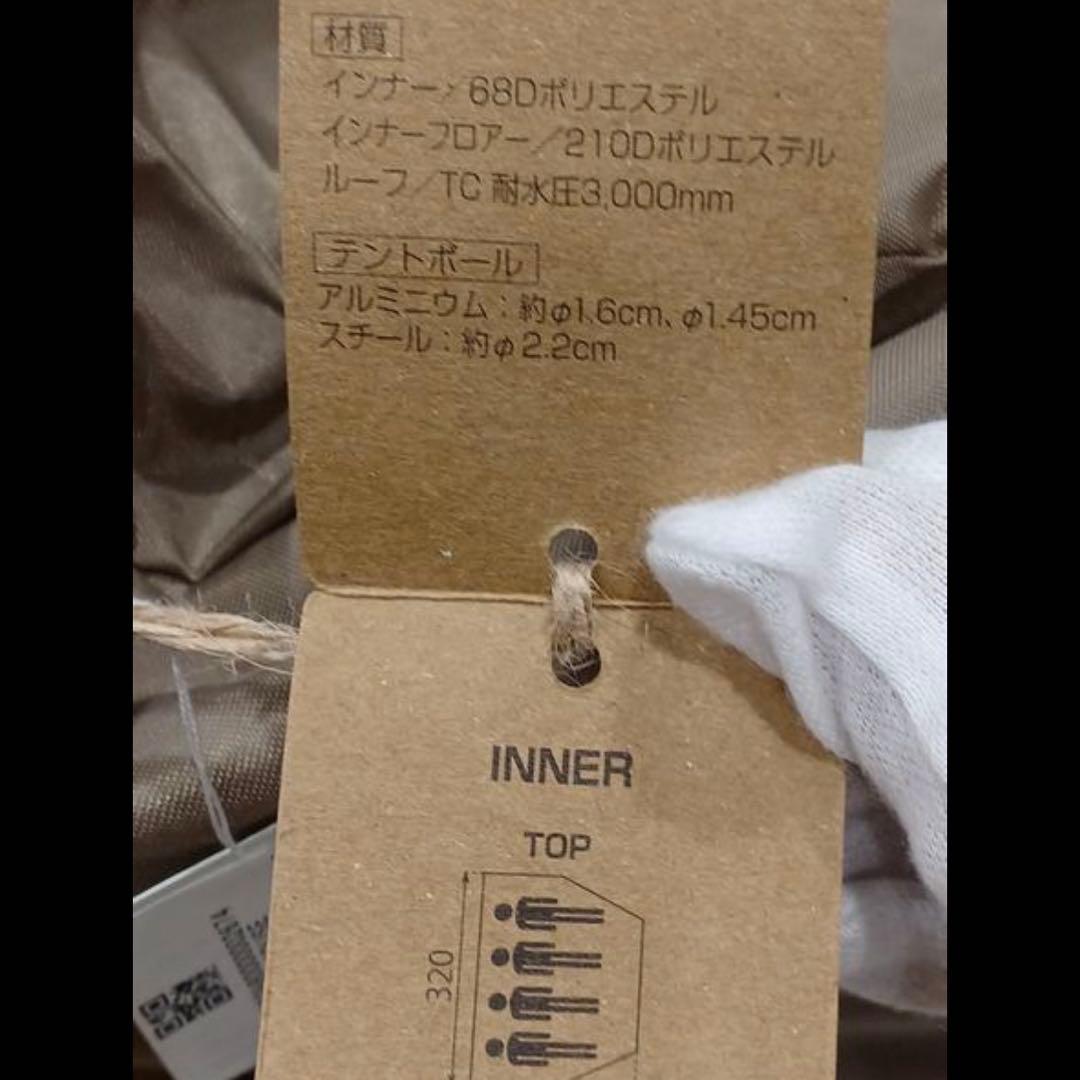 材質
インナー／68Dポリエステル
インナーフロアー／210Dポリエステル
ルーフ／TC 耐水圧3,000mm
テントポール
アルミニウム：約φ1.6cm、φ1.45cm
スチール：約φ2.2cm
INNER
TOP
320